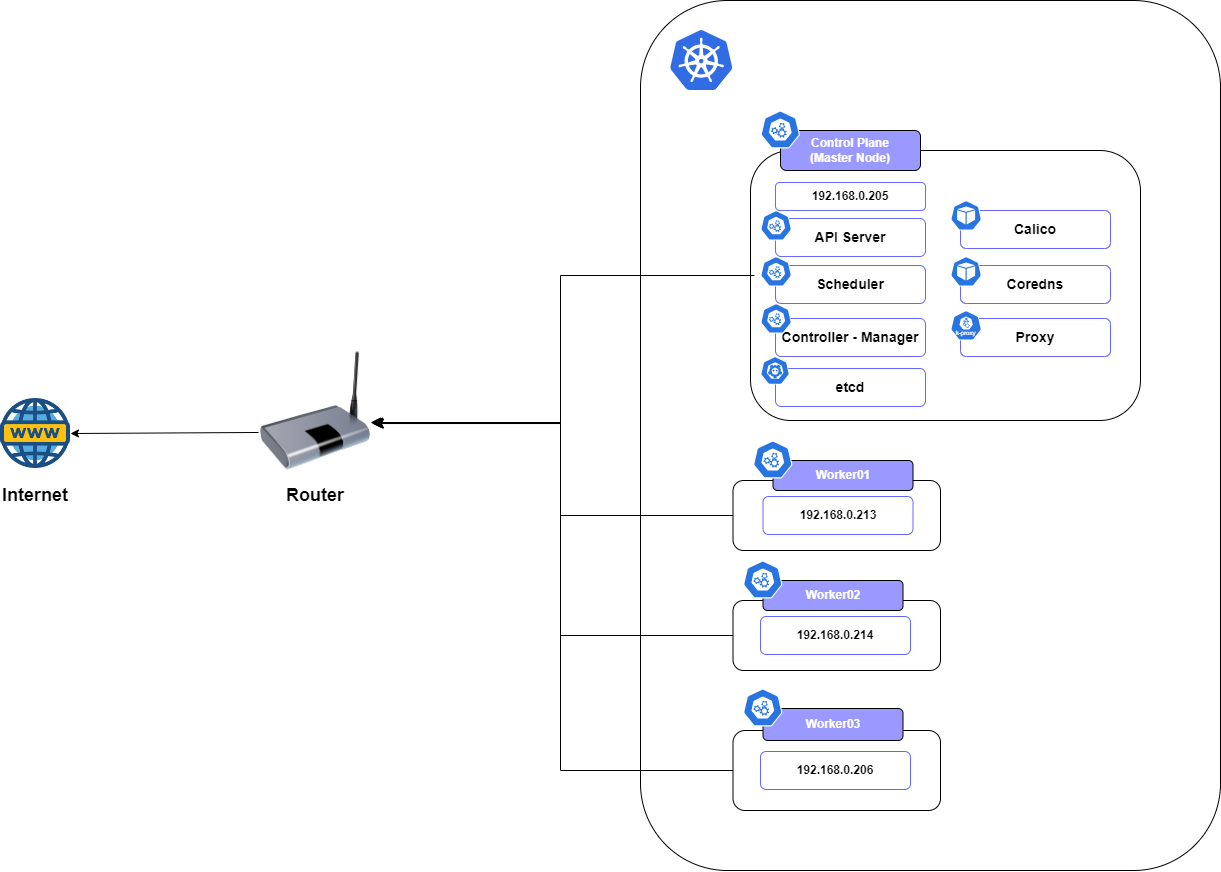 Control Plane
(Master Node)
192.168.0.205
API Server
Scheduler
Controller - Manager
etcd
Calico
Coredns
k-proxy
Proxy
WWW
Internet
Router
Worker01
192.168.0.213
Worker02
192.168.0.214
Worker03
192.168.0.206